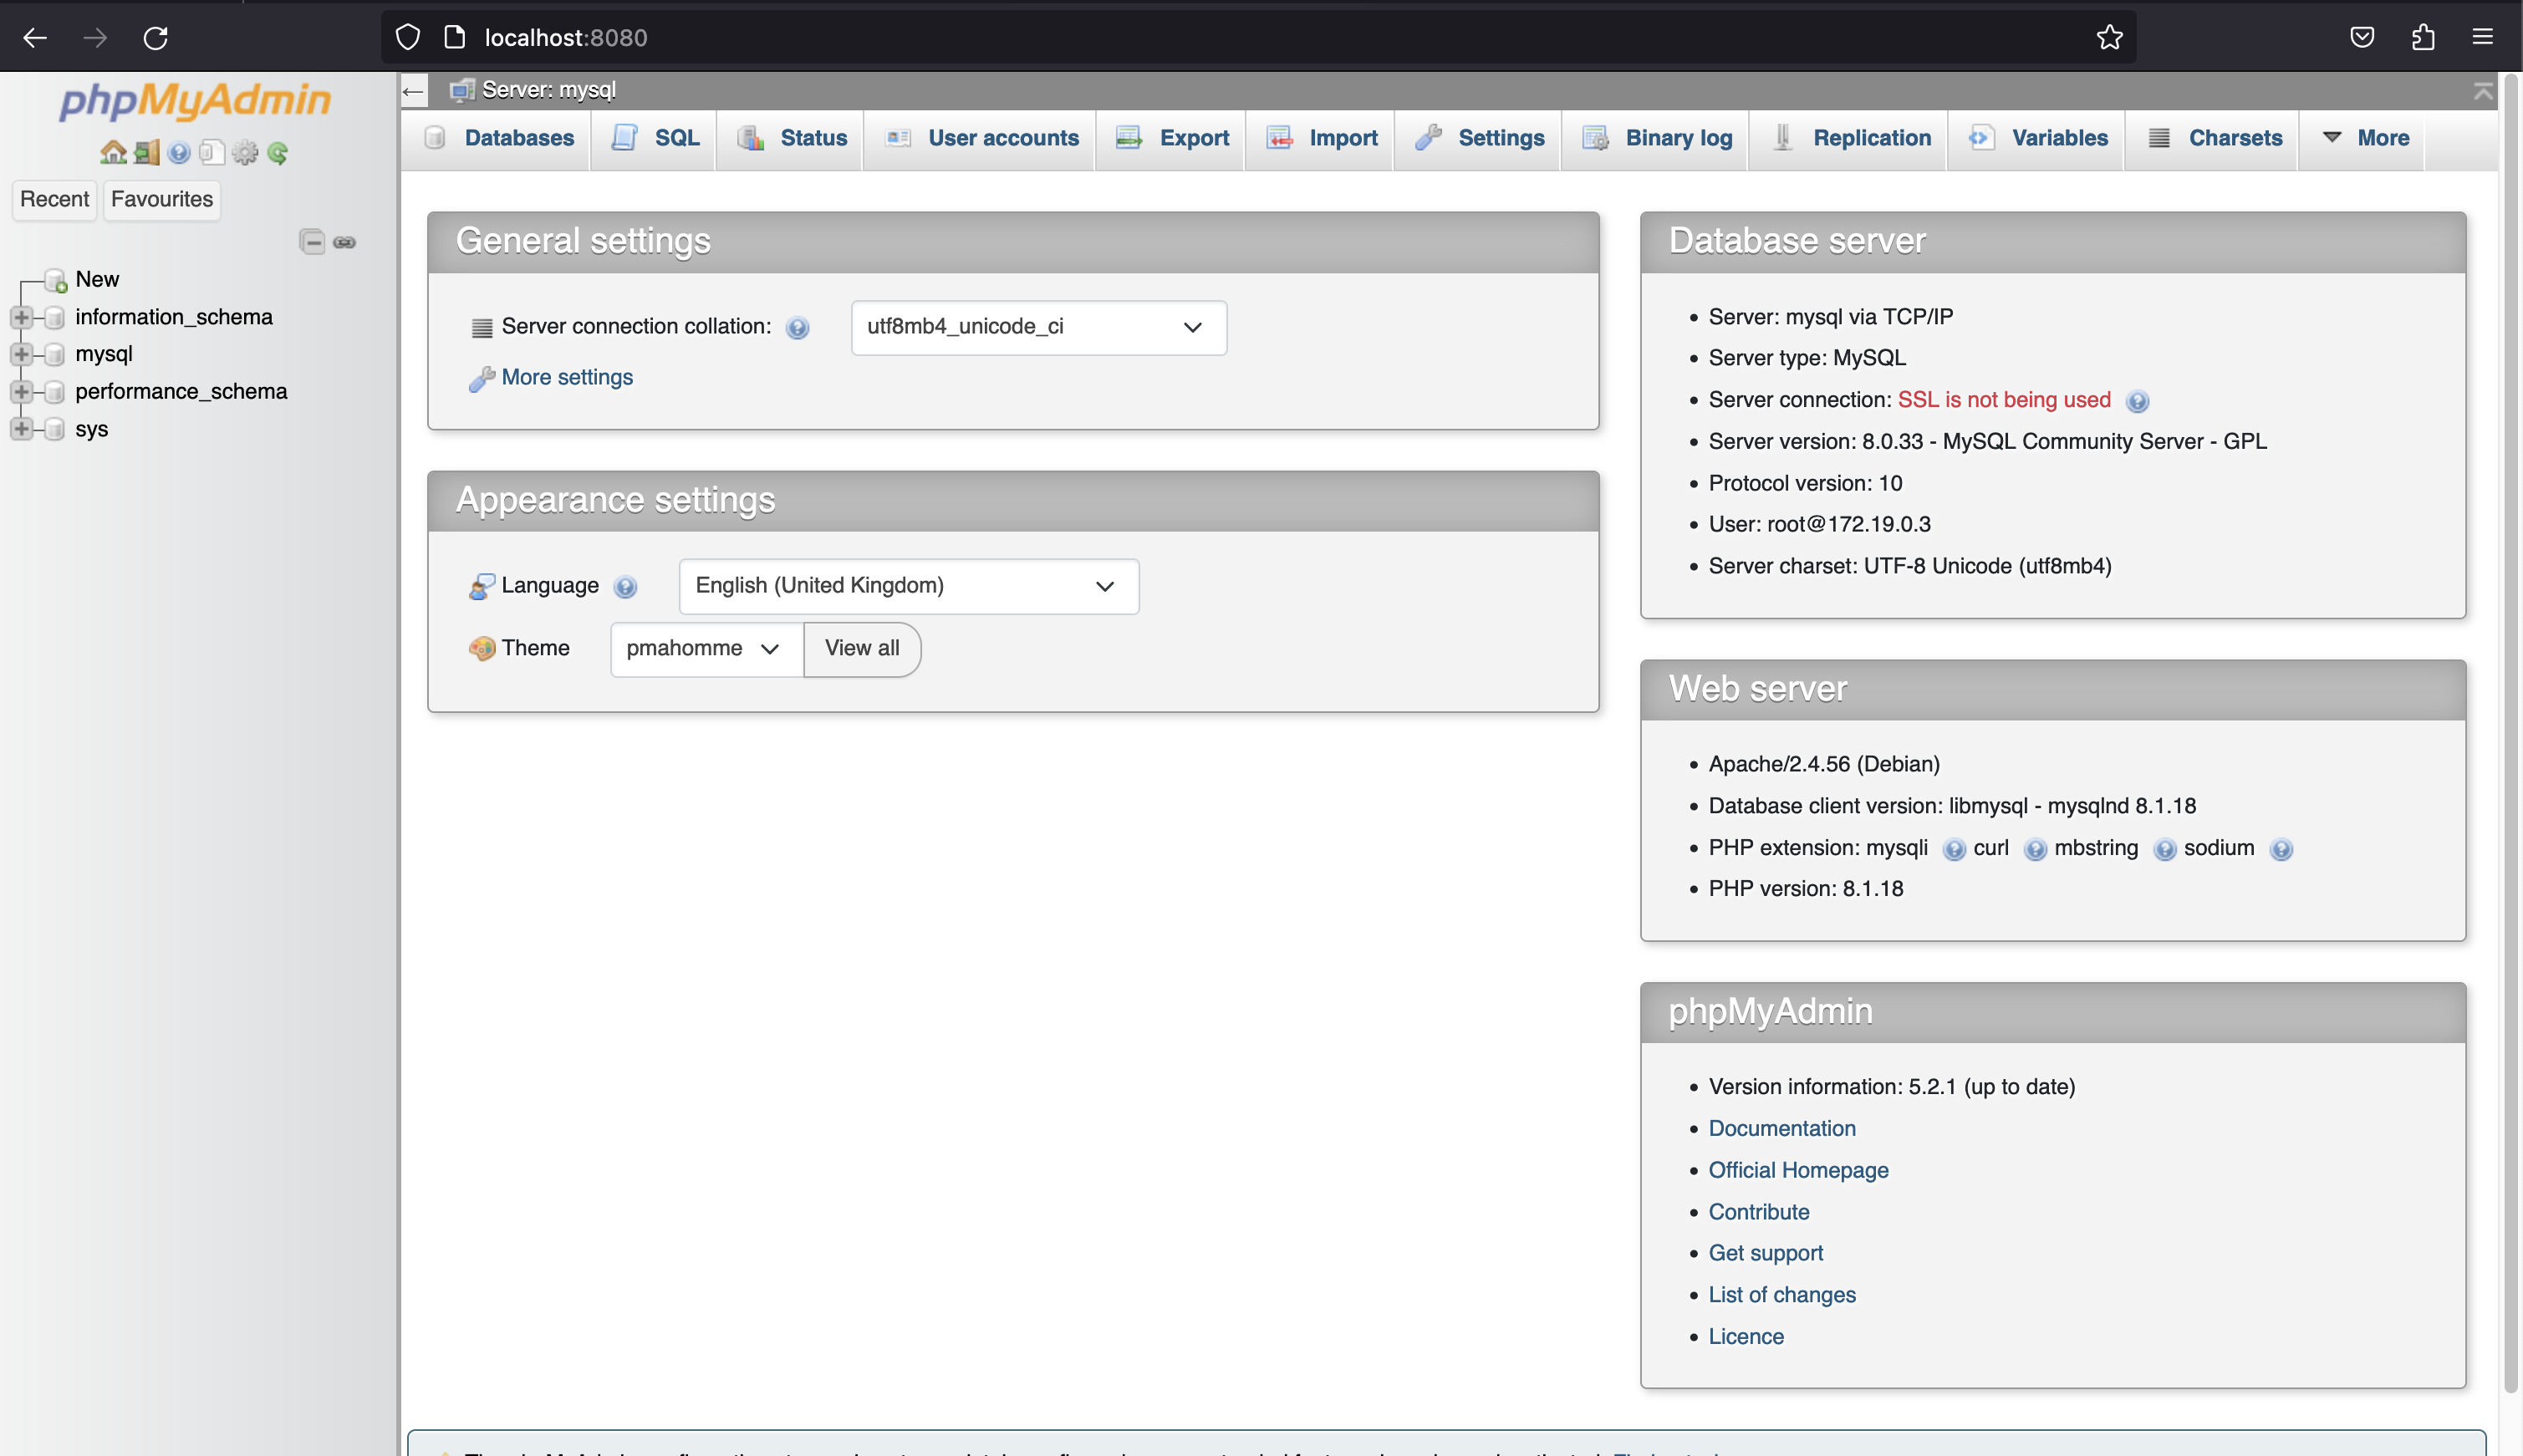 localhost:8080
phpMyAdmin
Recent Favourites
New
information_schema
mysql
performance_schema
sys
Server: mysql
Databases SQL Status User accounts Export Import Settings Binary log Replication Variables Charsets More
General settings
Server connection collation: utf8mb4_unicode_ci
More settings
Appearance settings
Language English (United Kingdom)
Theme pmahomme View all
Database server
Server: mysql via TCP/IP
Server type: MySQL
Server connection: SSL is not being used
Server version: 8.0.33 - MySQL Community Server - GPL
Protocol version: 10
User: root@172.19.0.3
Server charset: UTF-8 Unicode (utf8mb4)
Web server
Apache/2.4.56 (Debian)
Database client version: libmysql - mysqlnd 8.1.18
PHP extension: mysqli curl mbstring sodium
PHP version: 8.1.18
phpMyAdmin
Version information: 5.2.1 (up to date)
Documentation
Official Homepage
Contribute
Get support
List of changes
Licence